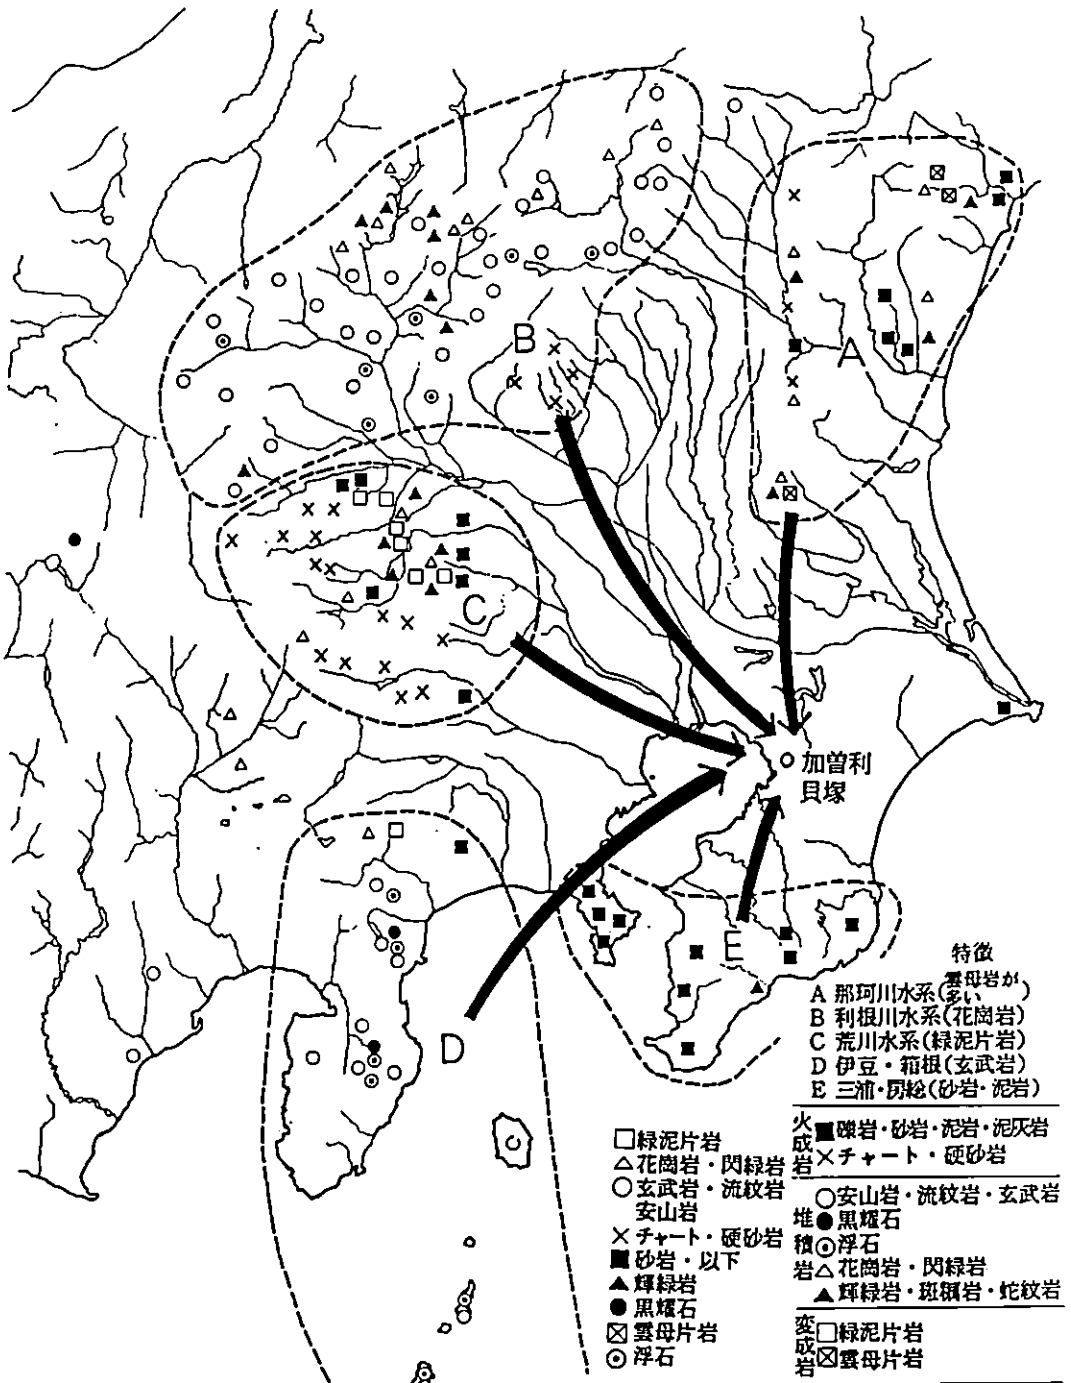 B
A
C
加曽利
貝塚
E
D
特徴
A 那珂川水系(雲母岩が多い)
B 利根川水系(花崗岩)
C 荒川水系(緑泥片岩)
D 伊豆・箱根(玄武岩)
E 三浦・房総(砂岩・泥岩)
□緑泥片岩
△花崗岩・閃緑岩
○玄武岩・流紋岩
安山岩
×チャート・硬砂岩
■砂岩・以下
▲輝緑岩
●黒耀石
⊠雲母片岩
⊙浮石
火成岩
■礫岩・砂岩・泥岩・泥灰岩
×チャート・硬砂岩
堆積岩
○安山岩・流紋岩・玄武岩
●黒耀石
⊙浮石
△花崗岩・閃緑岩
▲輝緑岩・斑糲岩・蛇紋岩
変成岩
□緑泥片岩
⊠雲母片岩